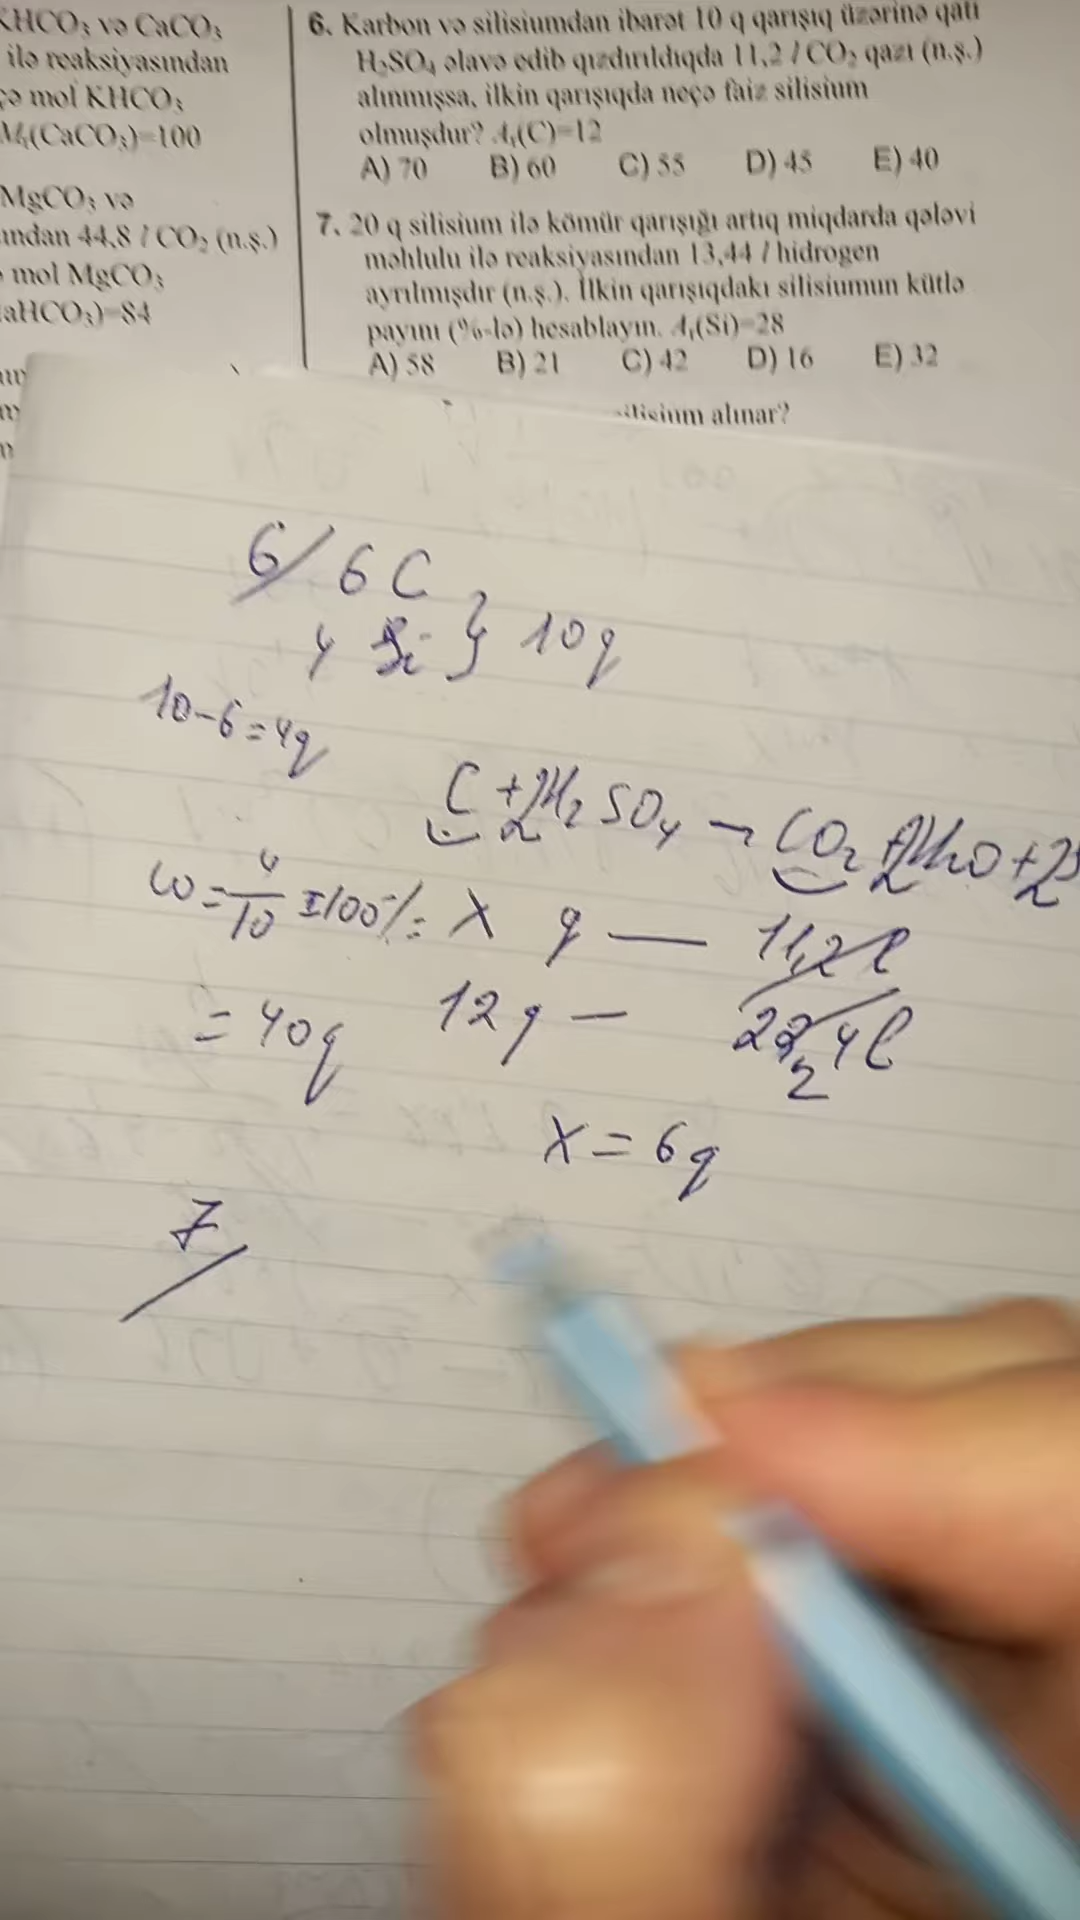 KHCO₃ və CaCO₃
ilə reaksiyasından
mol KHCO₃
(CaCO₃)=100
MgCO₃ və
ından 44,8 l CO₂ (n.ş.)
mol MgCO₃
aHCO₃)=84
6. Karbon və silisiumdan ibarət 10 q qarışıq üzərinə qatı
H₂SO₄ əlavə edib qızdırıldıqda 11,2 l CO₂ qazı (n.ş.)
alınmışsa, ilkin qarışıqda neçə faiz silisium
olmuşdur? Aᵣ(C)=12
A) 70 B) 60 C) 55 D) 45 E) 40
7. 20 q silisium ilə kömür qarışığı artıq miqdarda qələvi
məhlulu ilə reaksiyasından 13,44 l hidrogen
ayrılmışdır (n.ş.). İlkin qarışıqdakı silisiumun kütlə
payını (%-lə) hesablayın. Aᵣ(Si)=28
A) 58 B) 21 C) 42 D) 16 E) 32
silisium alınar?
6/ 6 C
4 Si } 10q
10-6=4q
C+2H₂SO₄→CO₂+2H₂O+2S
ω=4/10 x100%= x q — 11,2 l
= 40q 12q — 22,4 l
2
x=6q
7/